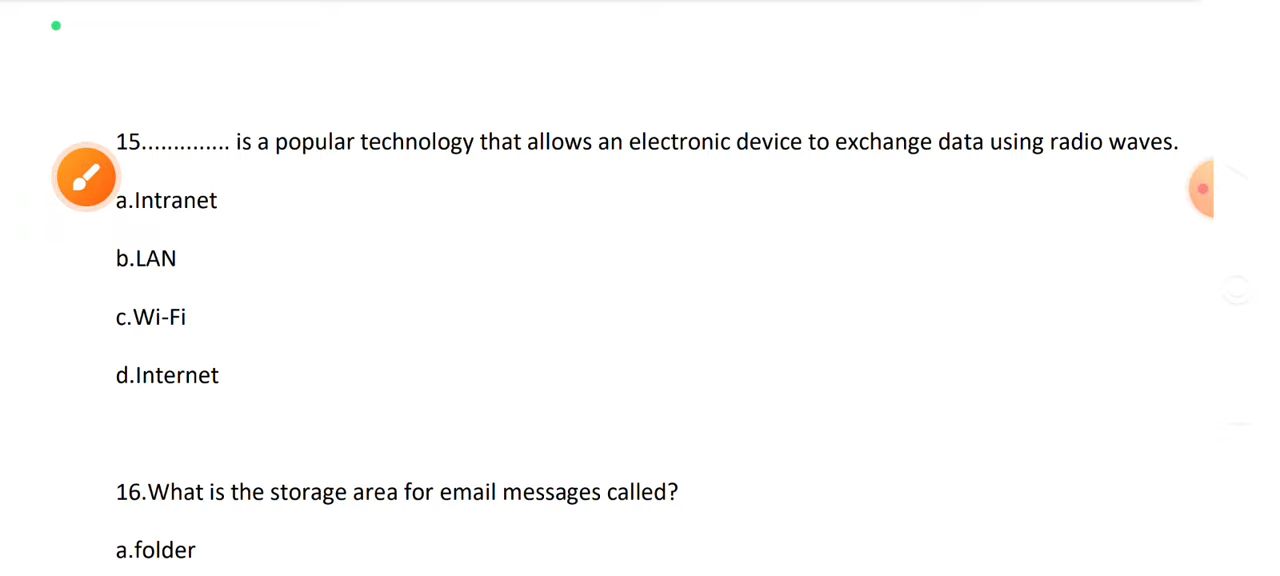 15.............. is a popular technology that allows an electronic device to exchange data using radio waves.
a.Intranet
b.LAN
c.Wi-Fi
d.Internet
16.What is the storage area for email messages called?
a.folder